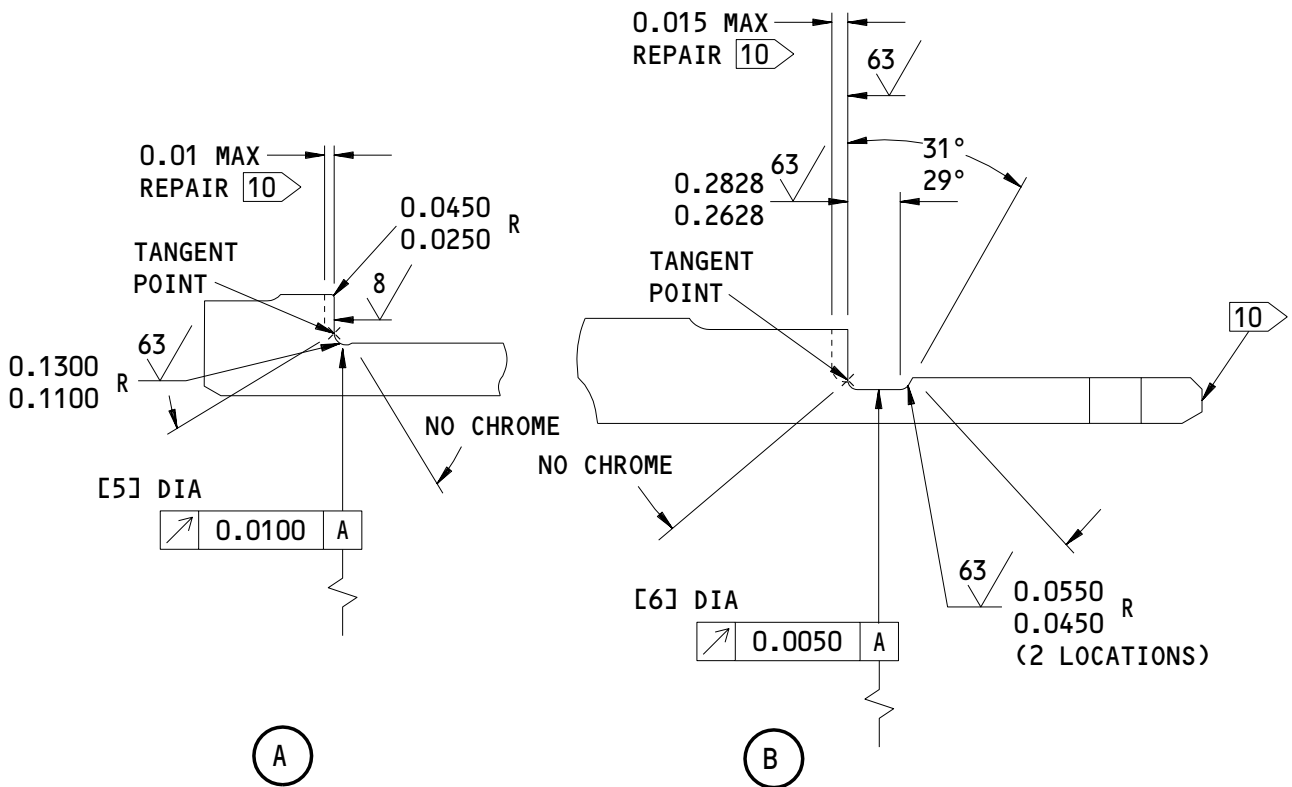 0.01 MAX
REPAIR 10
0.0450
0.0250 R
TANGENT
POINT
8
63
0.1300
0.1100 R
NO CHROME
[5] DIA
0.0100 A
A
0.015 MAX
REPAIR 10
63
31°
29°
63
0.2828
0.2628
TANGENT
POINT
10
NO CHROME
[6] DIA
0.0050 A
63
0.0550
0.0450 R
(2 LOCATIONS)
B